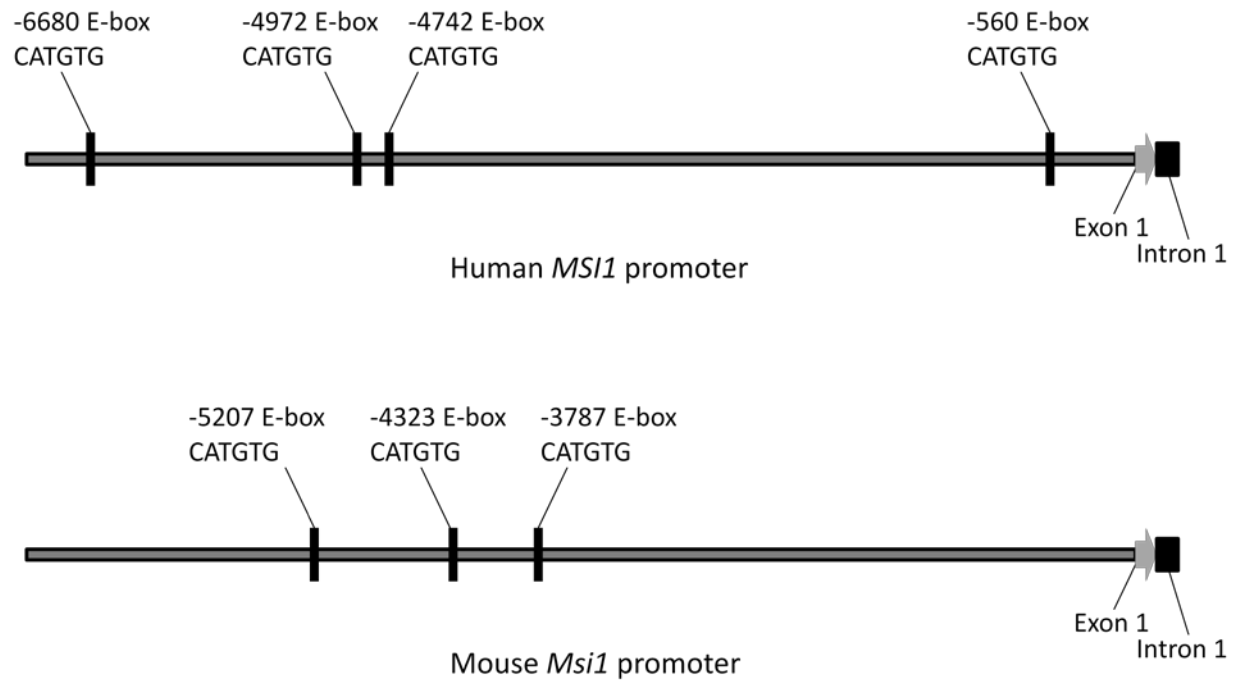 -6680 E-box
CATGTG
-4972 E-box
CATGTG
-4742 E-box
CATGTG
-560 E-box
CATGTG
Exon 1
Intron 1
Human MSI1 promoter
-5207 E-box
CATGTG
-4323 E-box
CATGTG
-3787 E-box
CATGTG
Exon 1
Intron 1
Mouse Msi1 promoter